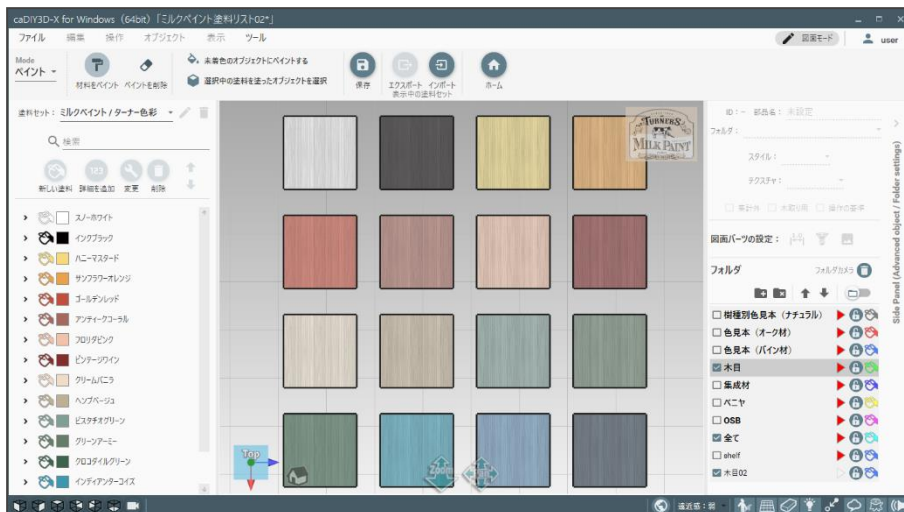 caDIY3D-X for Windows (64bit)「ミルクペイント塗料リスト02*」
ファイル 編集 操作 オブジェクト 表示 ツール
図面モード user
Mode
ペイント
材料をペイント ペイントを削除
未着色のオブジェクトにペイントする
選択中の塗料を塗ったオブジェクトを選択
保存
エクスポート インポート
表示中の塗料セット
ホーム
塗料セット: ミルクペイント / ターナー色彩
検索
123
新しい塗料 詳細を追加 変更 削除
スノーホワイト
インクブラック
ハニーマスタード
サンフラワーオレンジ
ゴールデンレッド
アンティークコーラル
フロリダピンク
ビンテージワイン
クリームバニラ
ヘンプベージュ
ピスタチオグリーン
グリーンアーミー
クロコダイルグリーン
インディアンターコイズ
TURNER'S
MILK PAINT
Top
Zoom
ID: - 部品名: 未設定
フォルダ:
スタイル: -
テクスチャ: -
集計外 木取り用 操作の基準
図面パーツの設定:
フォルダ フォルダカメラ
樹種別色見本(ナチュラル)
色見本(オーク材)
色見本(パイン材)
木目
集成材
ベニヤ
OSB
全て
shelf
木目02
Side Panel (Advanced object / Folder settings)
遠近感: 弱